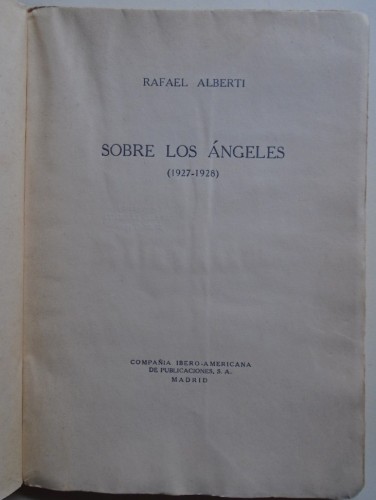 RAFAEL ALBERTI
SOBRE LOS ÁNGELES
(1927-1928)
COMPAÑIA IBERO-AMERICANA
DE PUBLICACIONES, S. A.
MADRID